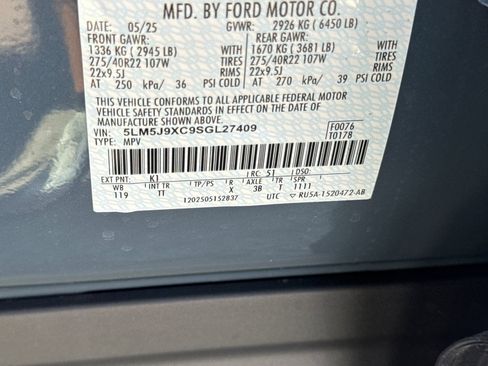 MFD. BY FORD MOTOR CO.
DATE: 05/25 GVWR: 2926 KG ( 6450 LB)
FRONT GAWR: REAR GAWR:
1336 KG ( 2945 LB) 1670 KG ( 3681 LB)
275/40R22 107W TIRES 275/40R22 107W
22x9.5J RIMS 22x9.5J
AT 250 kPa/ 36 PSI COLD AT 270 kPa/ 39 PSI COLD
THIS VEHICLE CONFORMS TO ALL APPLICABLE FEDERAL MOTOR
VEHICLE SAFETY STANDARDS IN EFFECT ON THE DATE OF
MANUFACTURE SHOWN ABOVE.
VIN: 5LM5J9XC9SGL27409 F0076
TYPE: MPV T0178
EXT PNT: K1 RC: 51 DSO:
WB INT TR TP/PS R AXLE TR SPR
119 TT X 3B T 1111
1202505152837 UTC RU5A-1520472-AB